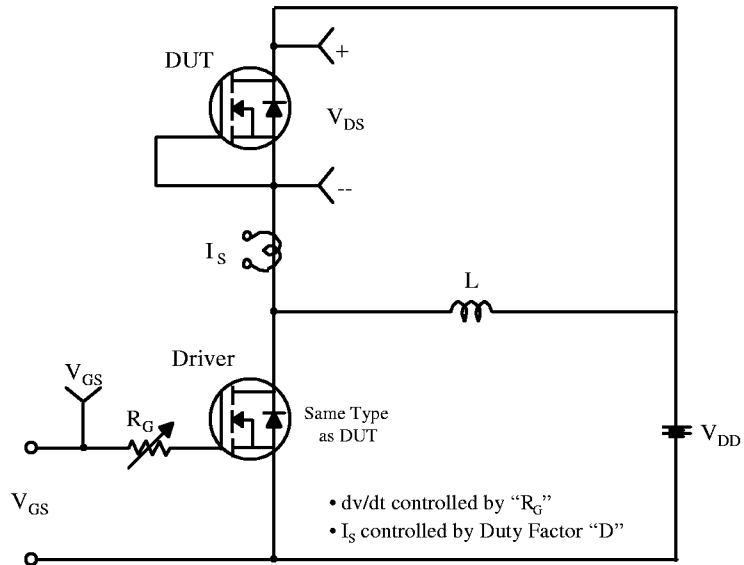 DUT
+
V_DS
--
I_S
L
Driver
V_GS
R_G
Same Type
as DUT
V_DD
V_GS
• dv/dt controlled by “R_G”
• I_S controlled by Duty Factor “D”